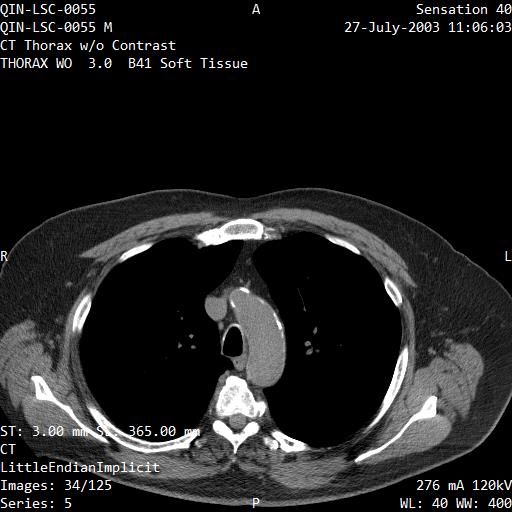 QIN-LSC-0055 A Sensation 40
QIN-LSC-0055 M 27-July-2003 11:06:03
CT Thorax w/o Contrast
THORAX WO 3.0 B41 Soft Tissue
R L
ST: 3.00 mm SL: 365.00 mm
CT
LittleEndianImplicit
Images: 34/125 276 mA 120kV
Series: 5 P WL: 40 WW: 400